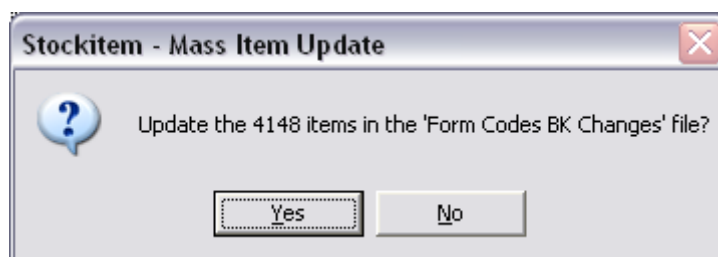 Stockitem - Mass Item Update
Update the 4148 items in the 'Form Codes BK Changes' file?
Yes
No